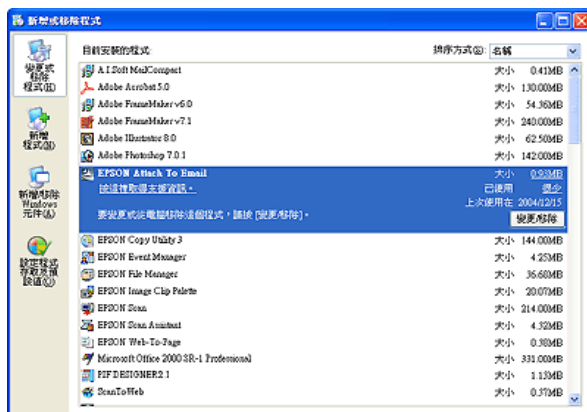 新增或移除程式
變更或
移除
程式(H)
新增
程式(N)
新增/移除
Windows
元件(A)
設定程式
存取及預
設值(O)
目前安裝的程式:
排序方式(S): 名稱
A.I.Soft MailCompact 大小 0.41MB
Adobe Acrobat 5.0 大小 130.00MB
Adobe FrameMaker v6.0 大小 54.36MB
Adobe FrameMaker v7.1 大小 240.00MB
Adobe Illustrator 8.0 大小 62.50MB
Adobe Photoshop 7.0.1 大小 142.00MB
EPSON Attach To Email 大小 0.93MB
按這裡取得支援資訊。 已使用 很少
上次使用在 2004/12/15
要變更或從電腦移除這個程式，請按 [變更/移除]。 變更/移除
EPSON Copy Utility 3 大小 144.00MB
EPSON Event Manager 大小 4.25MB
EPSON File Manager 大小 36.68MB
EPSON Image Clip Palette 大小 20.07MB
EPSON Scan 大小 214.00MB
EPSON Scan Assistant 大小 4.32MB
EPSON Web-To-Page 大小 0.38MB
Microsoft Office 2000 SR-1 Professional 大小 331.00MB
PIF DESIGNER2.1 大小 1.13MB
ScanToWeb 大小 0.37MB